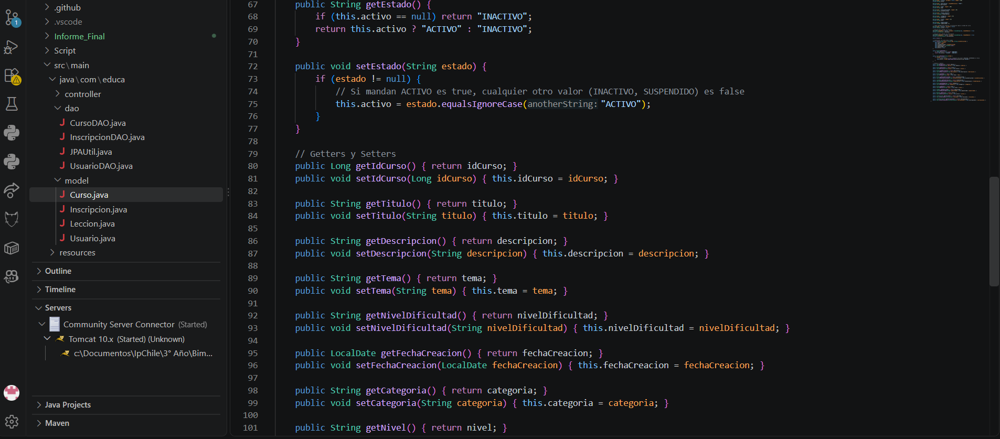 .github
.vscode
Informe_Final
Script
src\main
java\com\educa
controller
dao
CursoDAO.java
InscripcionDAO.java
JPAUtil.java
UsuarioDAO.java
model
Curso.java
Inscripcion.java
Leccion.java
Usuario.java
resources
Outline
Timeline
Servers
Community Server Connector (Started)
Tomcat 10.x (Started) (Unknown)
c:\Documentos\IpChile\3° Año\Bim...
Java Projects
Maven
1
67 public String getEstado() {
68 if (this.activo == null) return "INACTIVO";
69 return this.activo ? "ACTIVO" : "INACTIVO";
70 }
71
72 public void setEstado(String estado) {
73 if (estado != null) {
74 // Si mandan ACTIVO es true, cualquier otro valor (INACTIVO, SUSPENDIDO) es false
75 this.activo = estado.equalsIgnoreCase(anotherString: "ACTIVO");
76 }
77 }
78
79 // Getters y Setters
80 public Long getIdCurso() { return idCurso; }
81 public void setIdCurso(Long idCurso) { this.idCurso = idCurso; }
82
83 public String getTitulo() { return titulo; }
84 public void setTitulo(String titulo) { this.titulo = titulo; }
85
86 public String getDescripcion() { return descripcion; }
87 public void setDescripcion(String descripcion) { this.descripcion = descripcion; }
88
89 public String getTema() { return tema; }
90 public void setTema(String tema) { this.tema = tema; }
91
92 public String getNivelDificultad() { return nivelDificultad; }
93 public void setNivelDificultad(String nivelDificultad) { this.nivelDificultad = nivelDificultad; }
94
95 public LocalDate getFechaCreacion() { return fechaCreacion; }
96 public void setFechaCreacion(LocalDate fechaCreacion) { this.fechaCreacion = fechaCreacion; }
97
98 public String getCategoria() { return categoria; }
99 public void setCategoria(String categoria) { this.categoria = categoria; }
100
101 public String getNivel() { return nivel; }